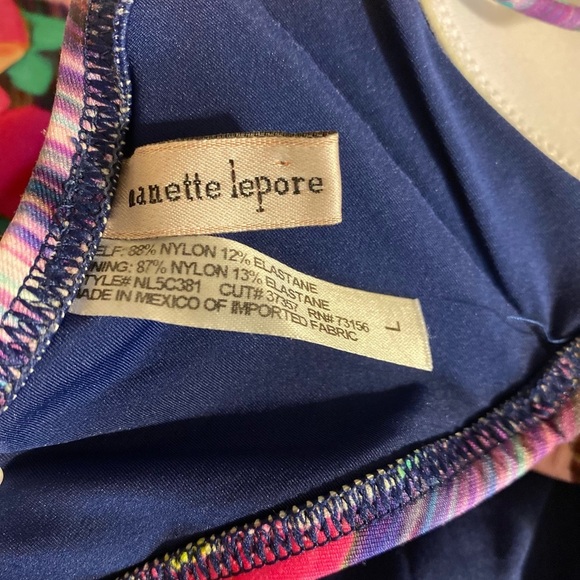 nanette lepore
SELF: 88% NYLON 12% ELASTANE
LINING: 87% NYLON 13% ELASTANE
STYLE# NL5C381 CUT# 37357 RN# 73156
MADE IN MEXICO OF IMPORTED FABRIC
L